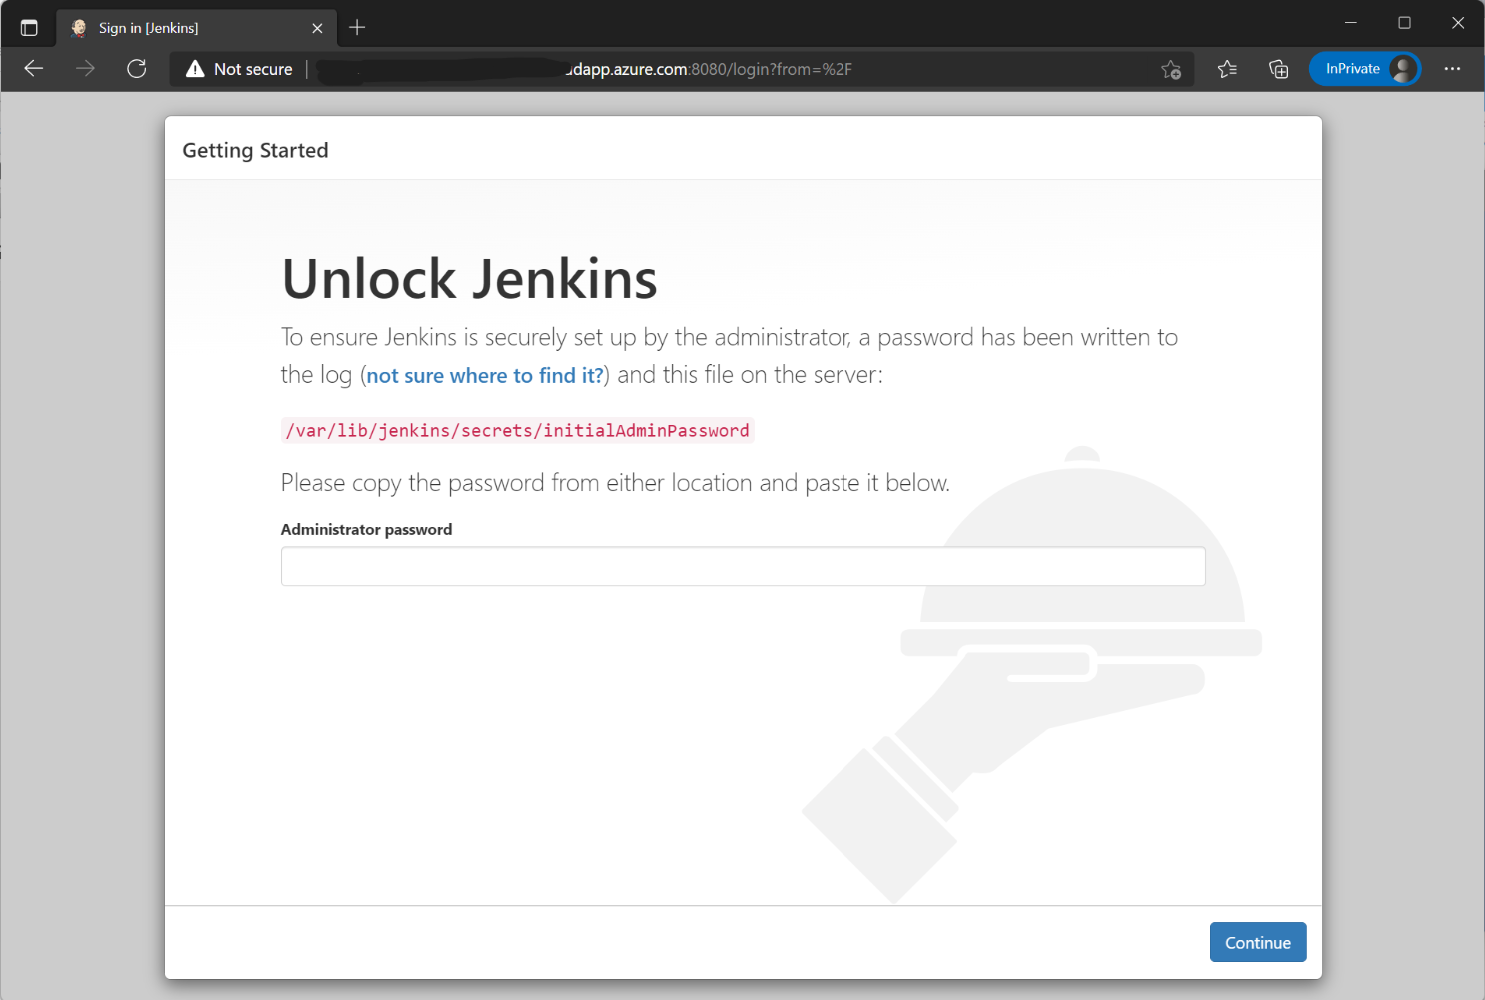 Sign in [Jenkins]
Not secure
dapp.azure.com:8080/login?from=%2F
InPrivate
Getting Started
Unlock Jenkins
To ensure Jenkins is securely set up by the administrator, a password has been written to
the log (not sure where to find it?) and this file on the server:
/var/lib/jenkins/secrets/initialAdminPassword
Please copy the password from either location and paste it below.
Administrator password
Continue